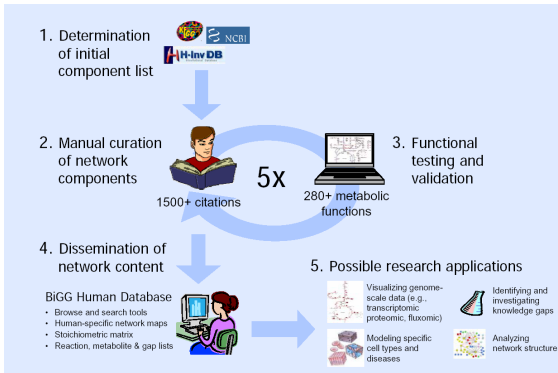 1. Determination
of initial
component list
KEGG
NCBI
H-InvDB
2. Manual curation
of network
components
1500+ citations
5x
280+ metabolic
functions
3. Functional
testing and
validation
4. Dissemination of
network content
BiGG Human Database
• Browse and search tools
• Human-specific network maps
• Stoichiometric matrix
• Reaction, metabolite & gap lists
5. Possible research applications
Visualizing genome-
scale data (e.g.,
transcriptomic
proteomic, fluxomic)
Identifying and
investigating
knowledge gaps
Modeling specific
cell types and
diseases
Analyzing
network structure